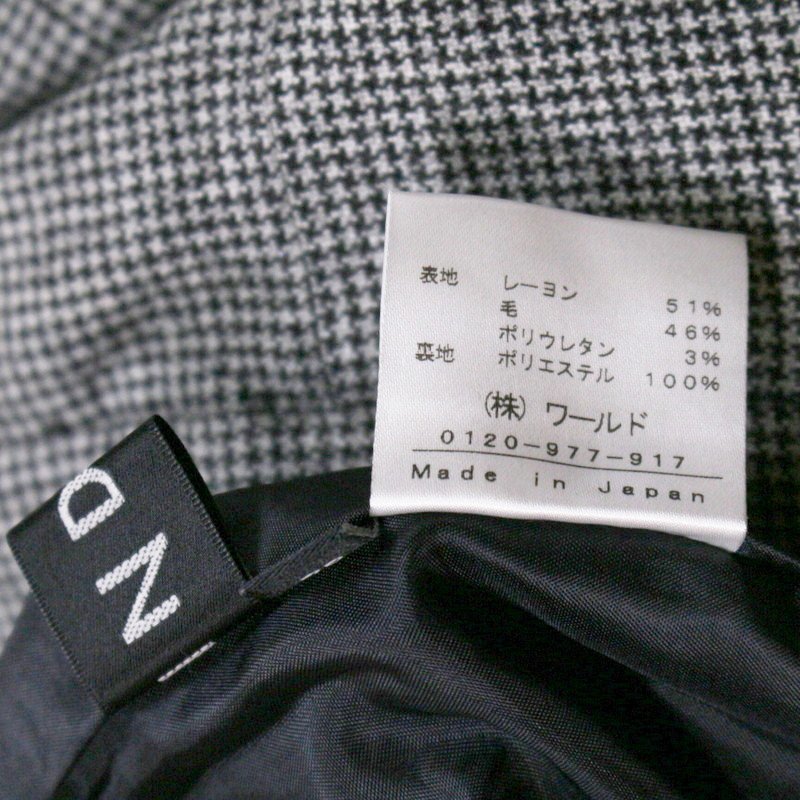 表地 レーヨン 51%
毛 46%
ポリウレタン 3%
裏地 ポリエステル 100%
(株) ワールド
0120-977-917
Made in Japan
ND